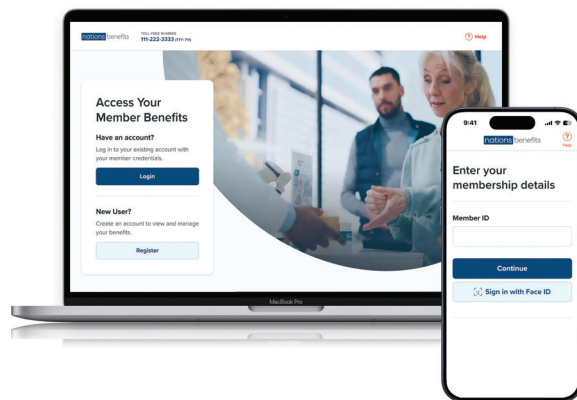 nations benefits
TOLL-FREE NUMBER
111-222-3333 (TTY: 711)
Help
Access Your
Member Benefits
Have an account?
Log in to your existing account with
your member credentials.
Login
New User?
Create an account to view and manage
your benefits.
Register
MacBook Pro
9:41
nations benefits
Help
Enter your
membership details
Member ID
Continue
Sign in with Face ID